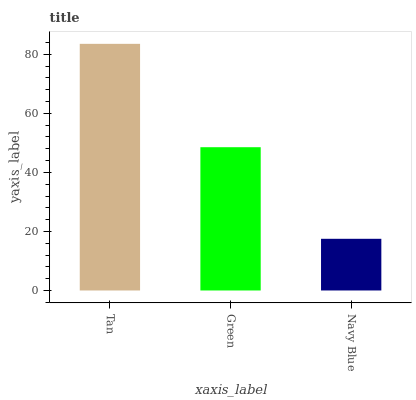 title
yaxis_label
80
60
40
20
0
Tan
Green
Navy Blue
xaxis_label